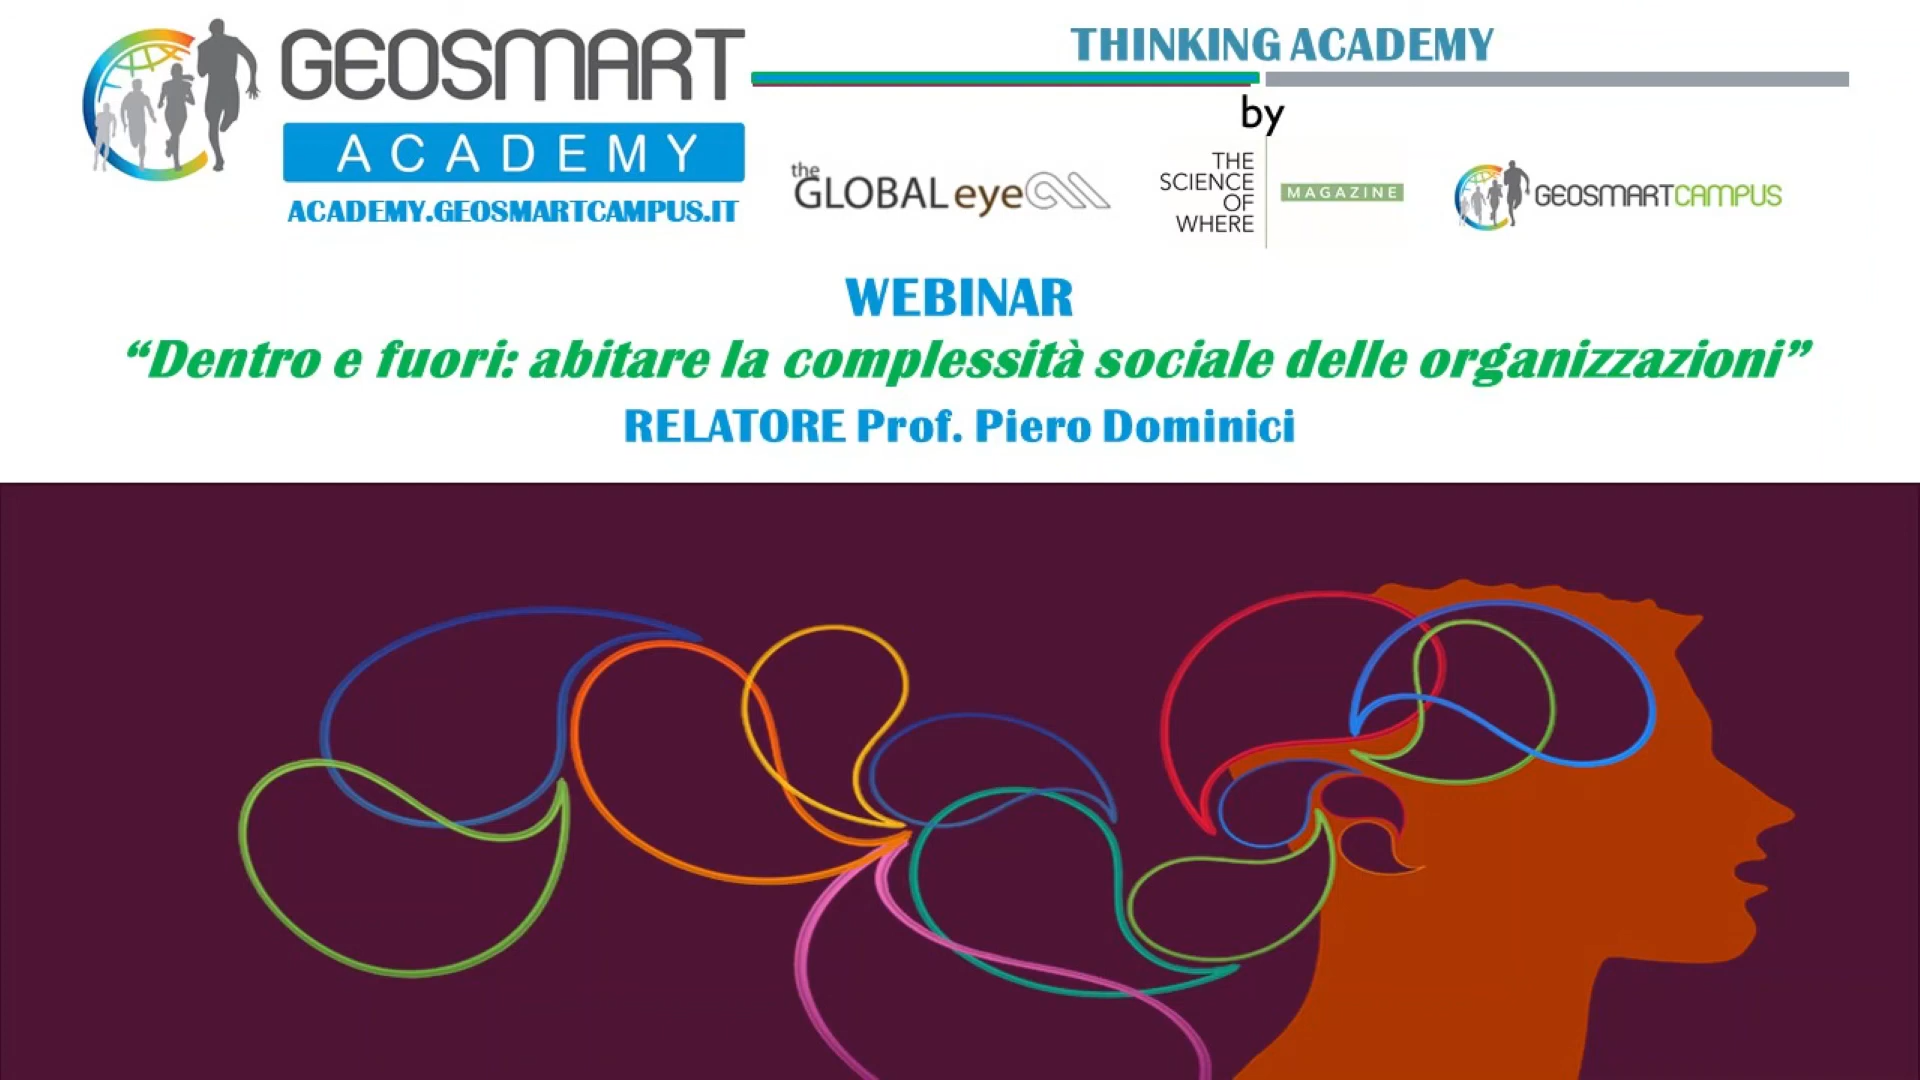 GEOSMART
ACADEMY
ACADEMY.GEOSMARTCAMPUS.IT
THINKING ACADEMY
by
the
GLOBAL eye
THE
SCIENCE
OF
WHERE
MAGAZINE
GEOSMARTCAMPUS
WEBINAR
“Dentro e fuori: abitare la complessità sociale delle organizzazioni”
RELATORE Prof. Piero Dominici